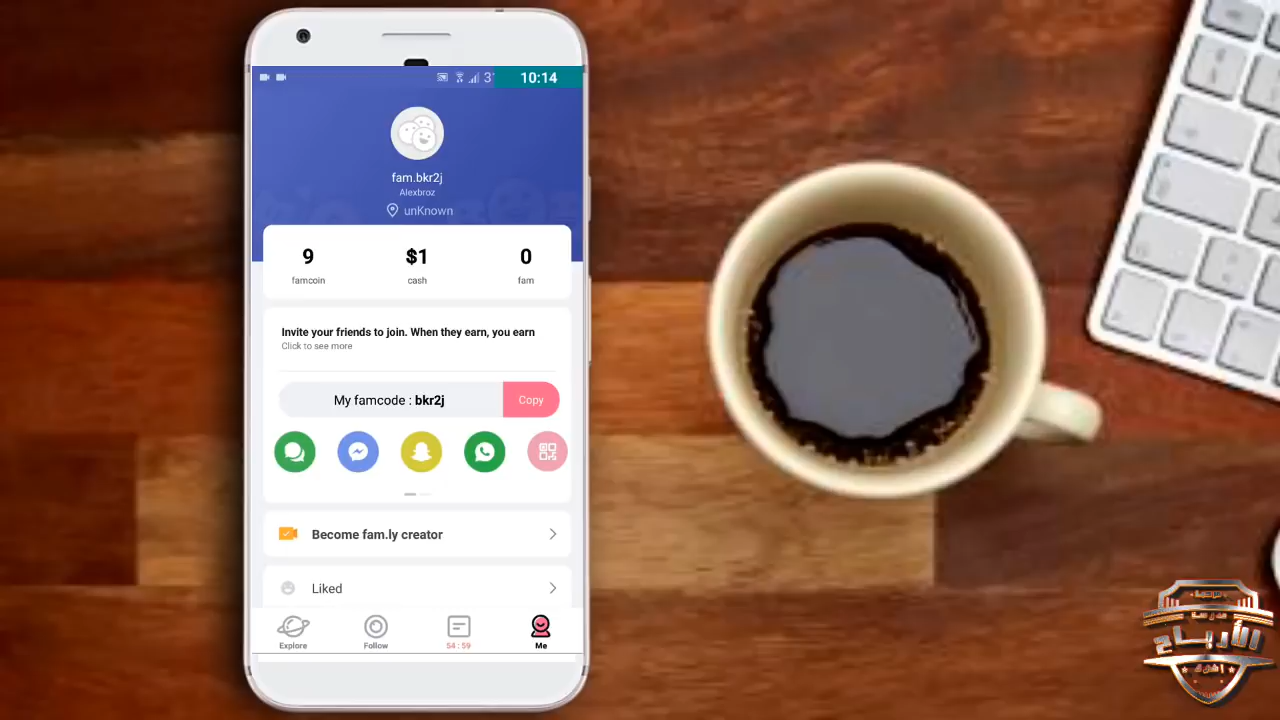 10:14
fam.bkr2j
Alexbroz
unKnown
9 $1 0
famcoin cash fam
Invite your friends to join. When they earn, you earn
Click to see more
My famcode : bkr2j Copy
Become fam.ly creator
Liked
Explore Follow 54 : 59 Me
مدرسة
الأرباح